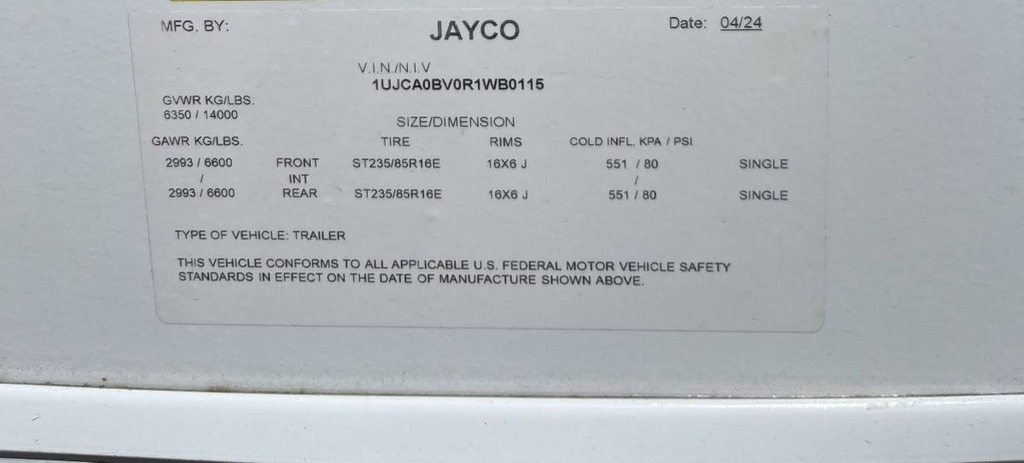 MFG. BY: JAYCO Date: 04/24
V.I.N./N.I.V
1UJCA0BV0R1WB0115
GVWR KG/LBS.
6350 / 14000
SIZE/DIMENSION
GAWR KG/LBS. TIRE RIMS COLD INFL. KPA / PSI
2993 / 6600 FRONT ST235/85R16E 16X6 J 551 / 80 SINGLE
/ INT /
2993 / 6600 REAR ST235/85R16E 16X6 J 551 / 80 SINGLE
TYPE OF VEHICLE: TRAILER
THIS VEHICLE CONFORMS TO ALL APPLICABLE U.S. FEDERAL MOTOR VEHICLE SAFETY
STANDARDS IN EFFECT ON THE DATE OF MANUFACTURE SHOWN ABOVE.